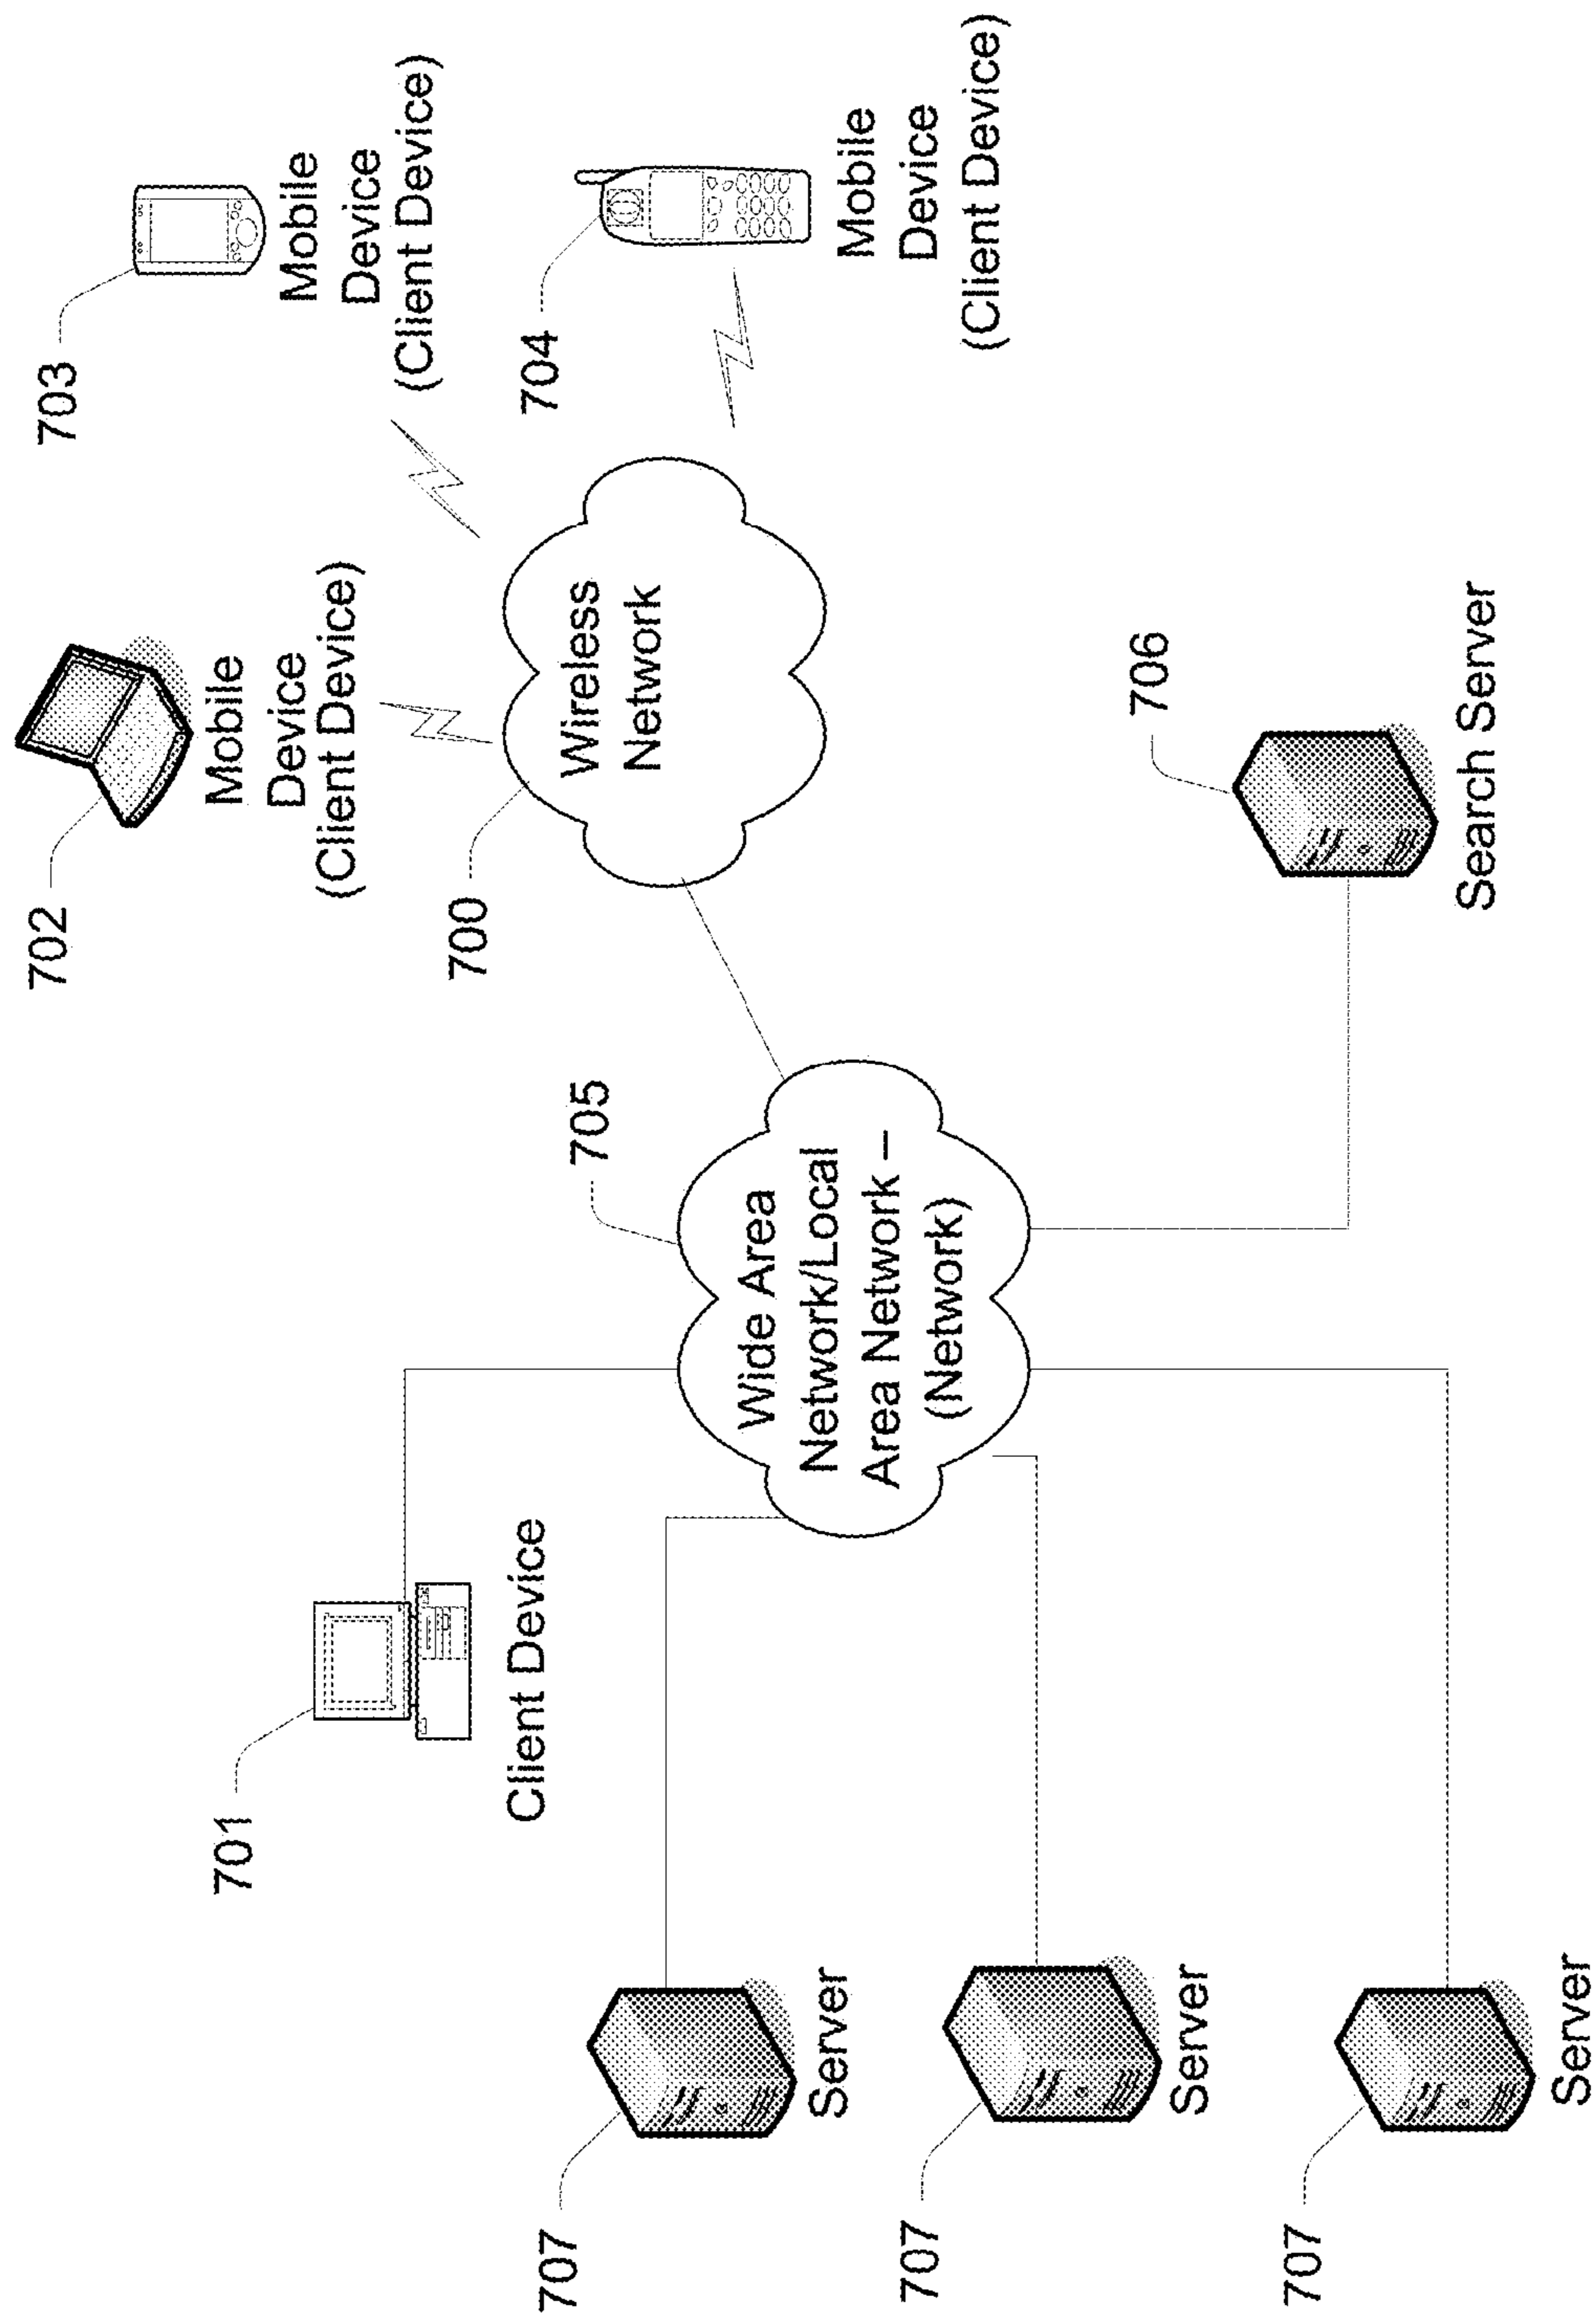 702
Mobile
Device
(Client Device)
703
Mobile
Device
(Client Device)
701
Client Device
700
Wireless
Network
704
Mobile
Device
(Client Device)
705
Wide Area
Network/Local
Area Network –
(Network)
707
Server
707
Server
707
Server
706
Search Server